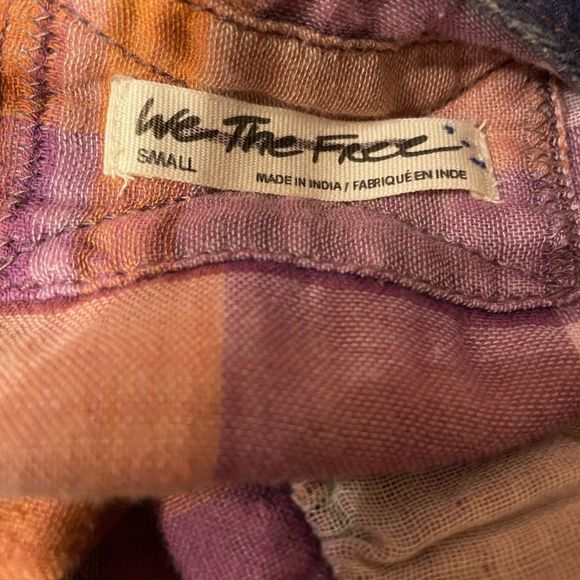 We The Free
SMALL
MADE IN INDIA / FABRIQUÉ EN INDE